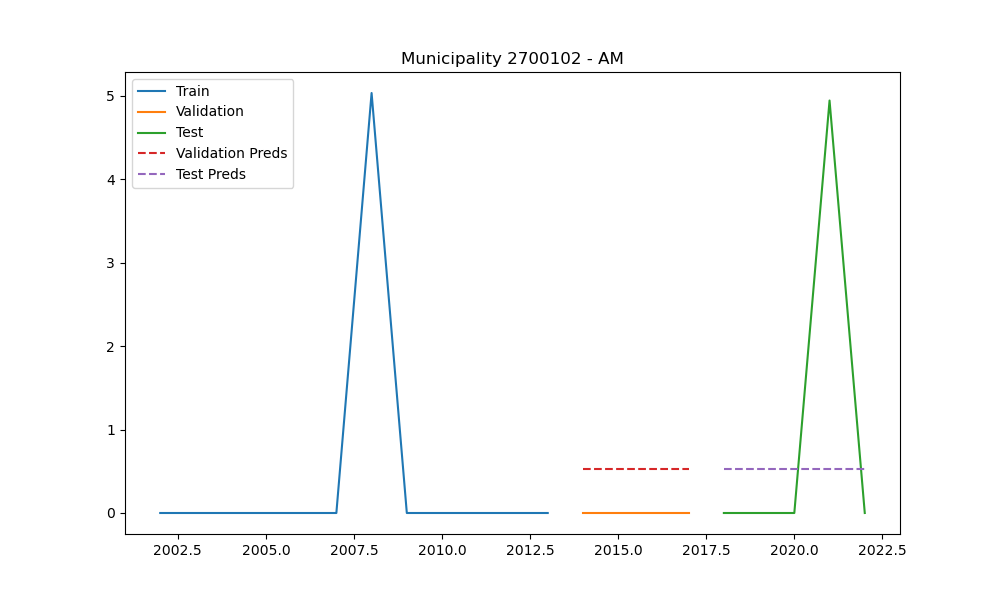 Municipality 2700102 - AM
Train
Validation
Test
Validation Preds
Test Preds
5
4
3
2
1
0
2002.5 2005.0 2007.5 2010.0 2012.5 2015.0 2017.5 2020.0 2022.5